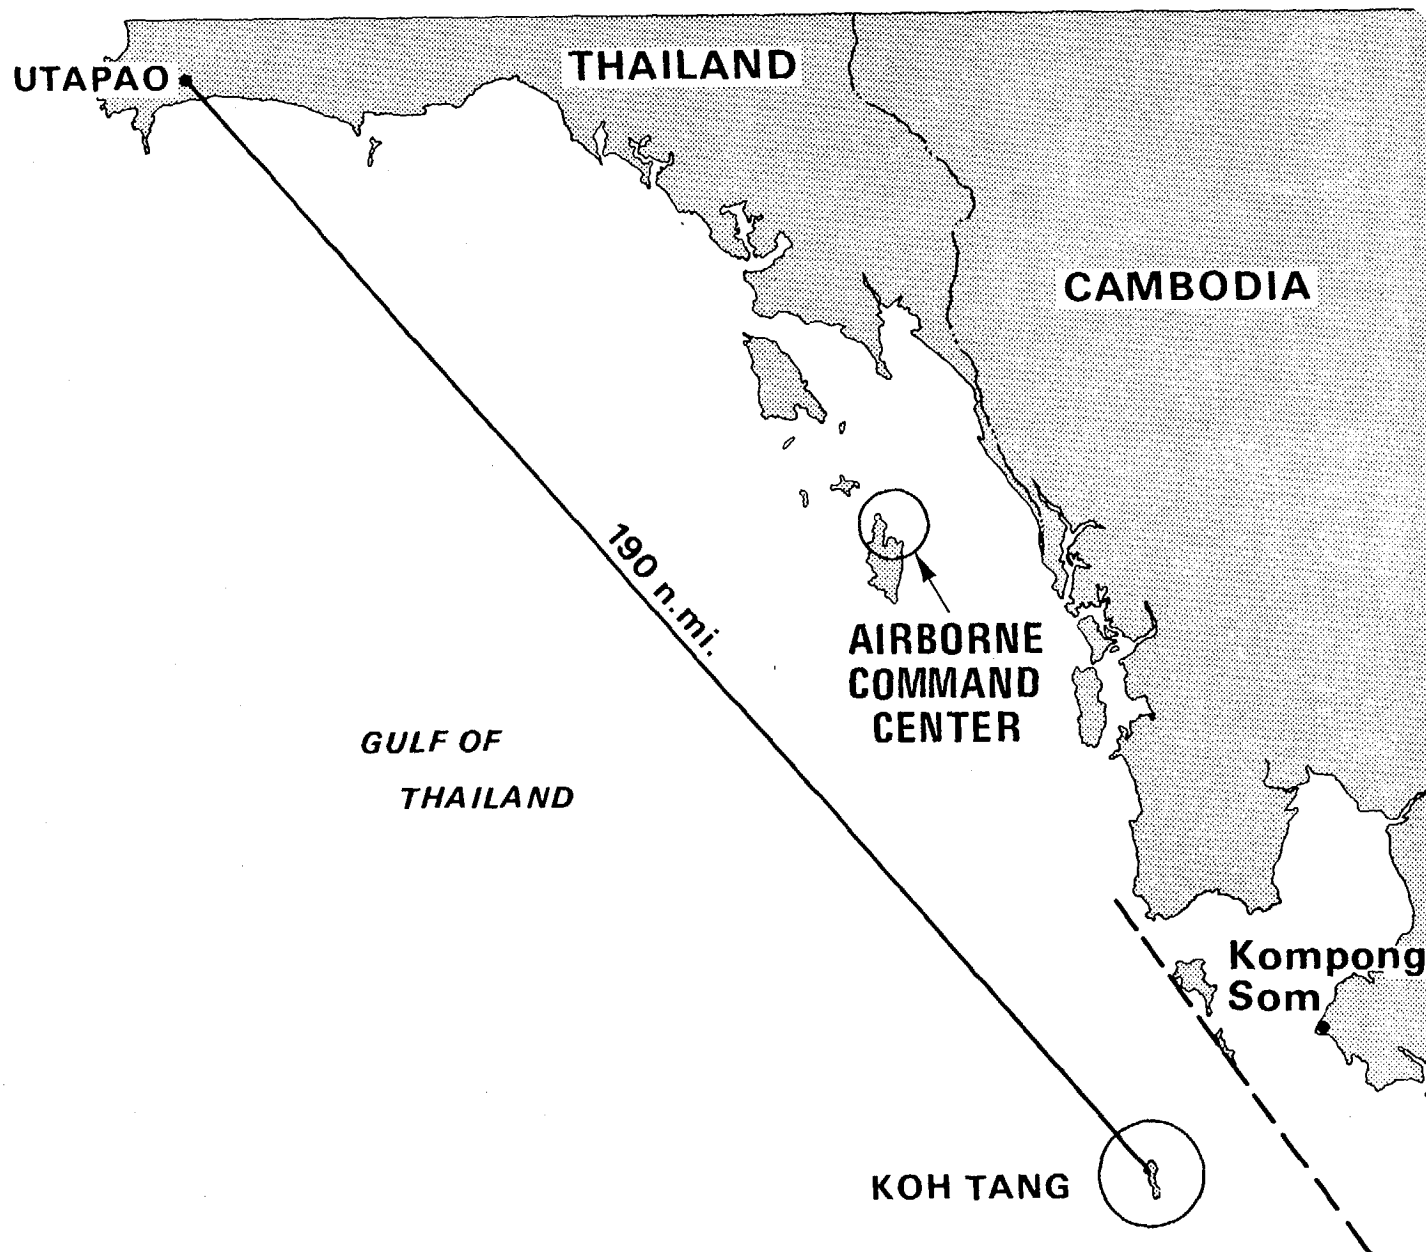 THAILAND
UTAPAO
CAMBODIA
190 n.mi.
AIRBORNE
COMMAND
CENTER
GULF OF
THAILAND
Kompong
Som
KOH TANG